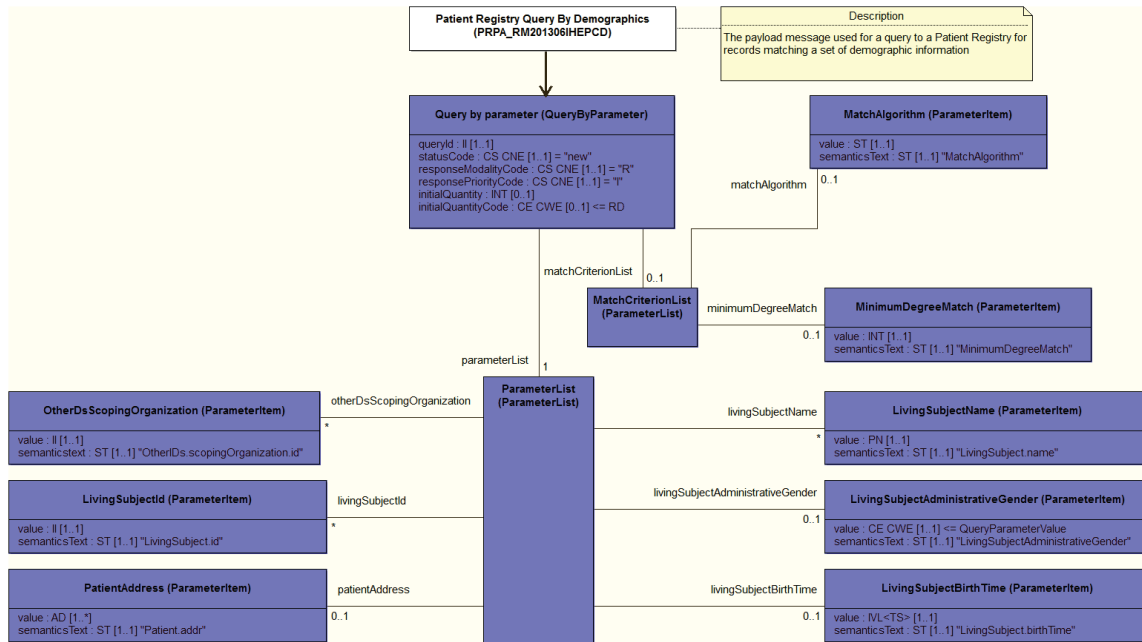 Patient Registry Query By Demographics
(PRPA_RM201306IHEPCD)
Description
The payload message used for a query to a Patient Registry for
records matching a set of demographic information
Query by parameter (QueryByParameter)
queryId : II [1..1]
statusCode : CS CNE [1..1] = "new"
responseModalityCode : CS CNE [1..1] = "R"
responsePriorityCode : CS CNE [1..1] = "I"
initialQuantity : INT [0..1]
initialQuantityCode : CE CWE [0..1] <= RD
MatchAlgorithm (ParameterItem)
value : ST [1..1]
semanticsText : ST [1..1] "MatchAlgorithm"
matchAlgorithm
0..1
matchCriterionList
0..1
MatchCriterionList
(ParameterList)
minimumDegreeMatch
0..1
MinimumDegreeMatch (ParameterItem)
value : INT [1..1]
semanticsText : ST [1..1] "MinimumDegreeMatch"
parameterList
1
ParameterList
(ParameterList)
OtherDsScopingOrganization (ParameterItem)
value : II [1..1]
semanticstext : ST [1..1] "OtherIDs.scopingOrganization.id"
otherDsScopingOrganization
*
livingSubjectName
*
LivingSubjectName (ParameterItem)
value : PN [1..1]
semanticsText : ST [1..1] "LivingSubject.name"
LivingSubjectId (ParameterItem)
value : II [1..1]
semanticsText : ST [1..1] "LivingSubject.id"
livingSubjectId
*
livingSubjectAdministrativeGender
0..1
LivingSubjectAdministrativeGender (ParameterItem)
value : CE CWE [1..1] <= QueryParameterValue
semanticsText : ST [1..1] "LivingSubjectAdministrativeGender"
PatientAddress (ParameterItem)
value : AD [1..*]
semanticsText : ST [1..1] "Patient.addr"
patientAddress
0..1
livingSubjectBirthTime
0..1
LivingSubjectBirthTime (ParameterItem)
value : IVL<TS> [1..1]
semanticsText : ST [1..1] "LivingSubject.birthTime"